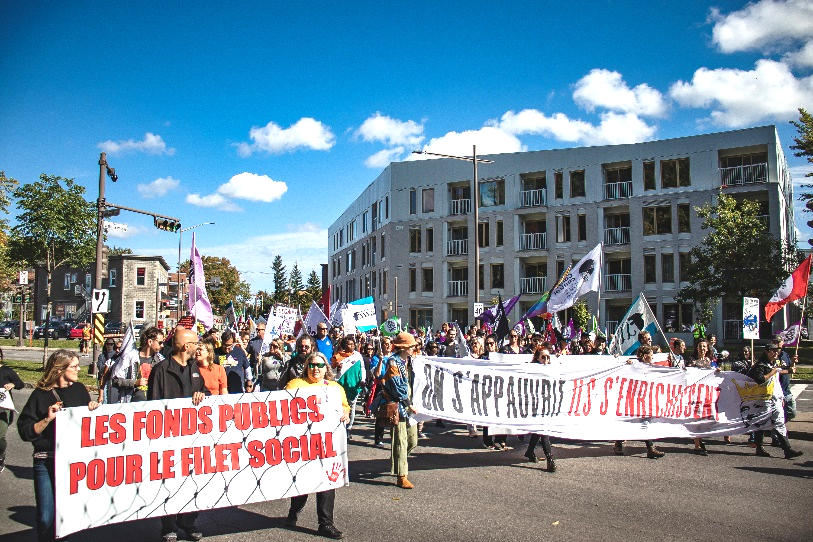 LES FONDS PUBLICS
POUR LE FILET SOCIAL
ON S'APPAUVRIT ILS S'ENRICHISSENT